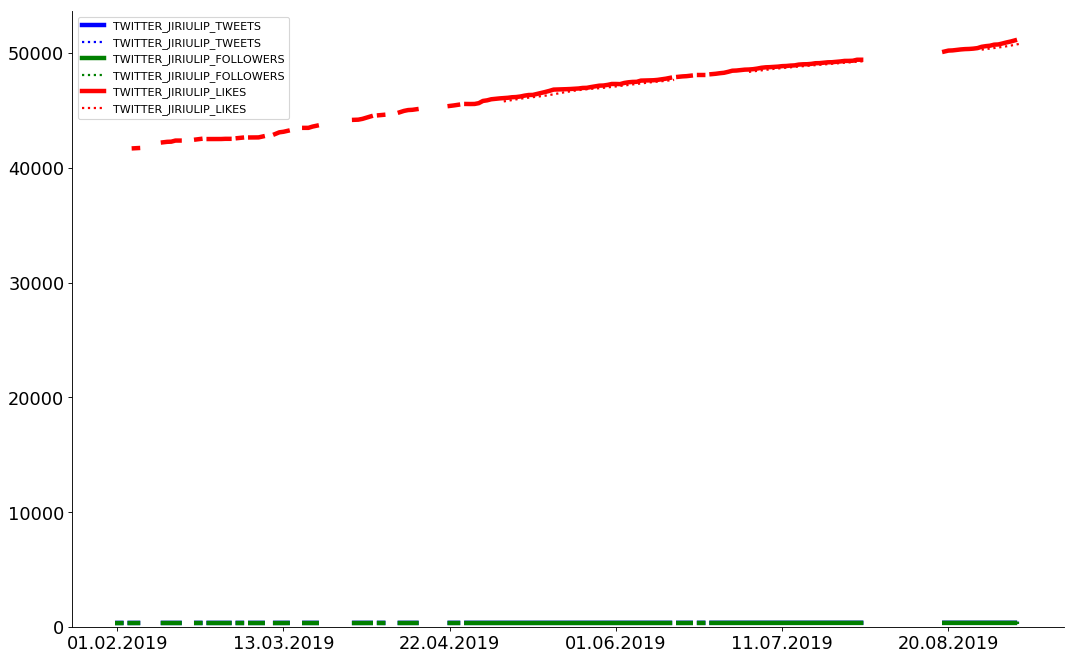 TWITTER_JIRIULIP_TWEETS
TWITTER_JIRIULIP_TWEETS
TWITTER_JIRIULIP_FOLLOWERS
TWITTER_JIRIULIP_FOLLOWERS
TWITTER_JIRIULIP_LIKES
TWITTER_JIRIULIP_LIKES
50000
40000
30000
20000
10000
0
01.02.2019 13.03.2019 22.04.2019 01.06.2019 11.07.2019 20.08.2019